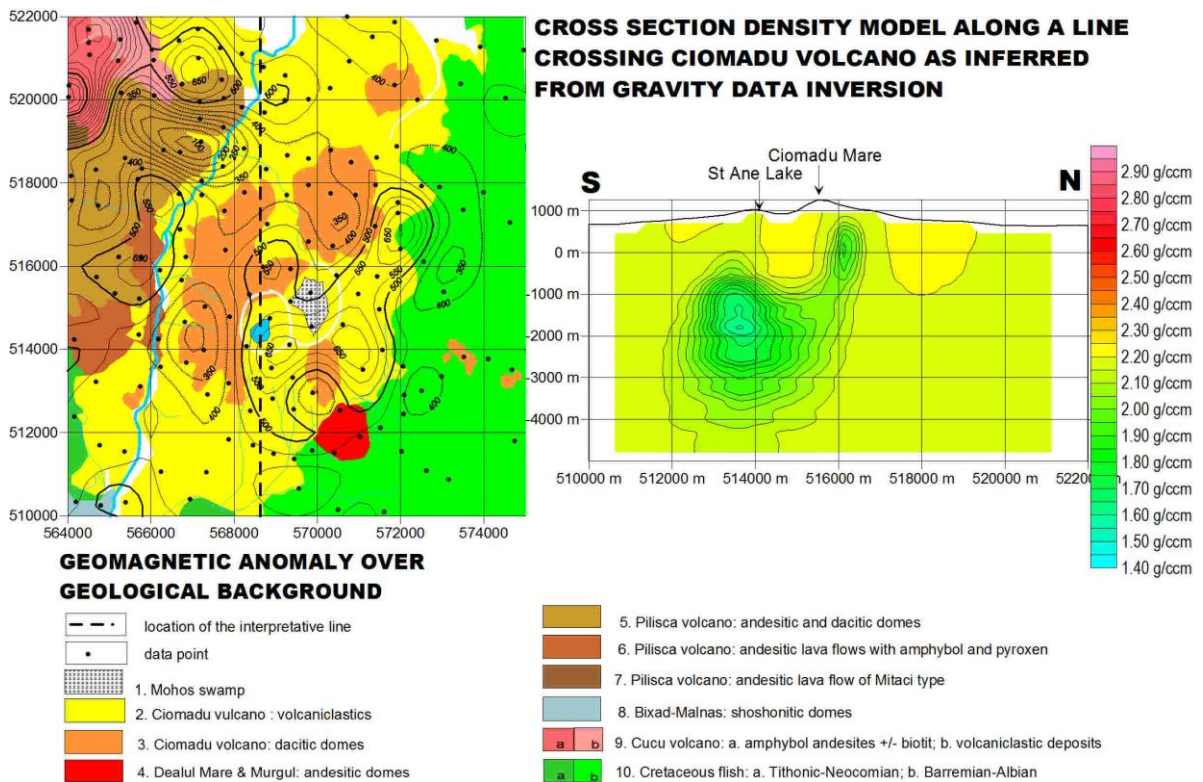 CROSS SECTION DENSITY MODEL ALONG A LINE
CROSSING CIOMADU VOLCANO AS INFERRED
FROM GRAVITY DATA INVERSION
522000
520000
518000
516000
514000
512000
510000
564000 566000 568000 570000 572000 574000
S
St Ane Lake
Ciomadu Mare
N
1000 m
0 m
-1000 m
-2000 m
-3000 m
-4000 m
510000 m 512000 m 514000 m 516000 m 518000 m 520000 m
2.90 g/ccm
2.80 g/ccm
2.70 g/ccm
2.60 g/ccm
2.50 g/ccm
2.40 g/ccm
2.30 g/ccm
2.20 g/ccm
2.10 g/ccm
2.00 g/ccm
1.90 g/ccm
1.80 g/ccm
1.70 g/ccm
1.60 g/ccm
1.50 g/ccm
1.40 g/ccm
GEOMAGNETIC ANOMALY OVER
GEOLOGICAL BACKGROUND
location of the interpretative line
data point
1. Mohos swamp
2. Ciomadu vulcano : volcaniclastics
3. Ciomadu volcano: dacitic domes
4. Dealul Mare & Murgul: andesitic domes
5. Pilisca volcano: andesitic and dacitic domes
6. Pilisca volcano: andesitic lava flows with amphybol and pyroxen
7. Pilisca volcano: andesitic lava flow of Mitaci type
8. Bixad-Malnas: shoshonitic domes
a b 9. Cucu volcano: a. amphybol andesites +/- biotit; b. volcaniclastic deposits
a b 10. Cretaceous flish: a. Tithonic-Neocomian; b. Barremian-Albian